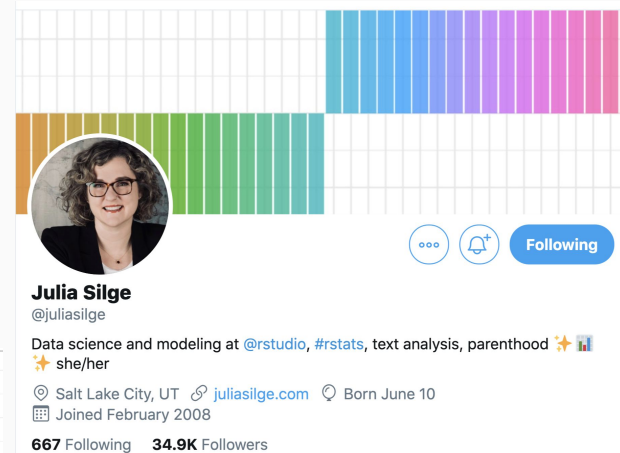 Following
Julia Silge
@juliasilge
Data science and modeling at @rstudio, #rstats, text analysis, parenthood ✨ 📊
✨ she/her
Salt Lake City, UT juliasilge.com Born June 10
Joined February 2008
667 Following 34.9K Followers